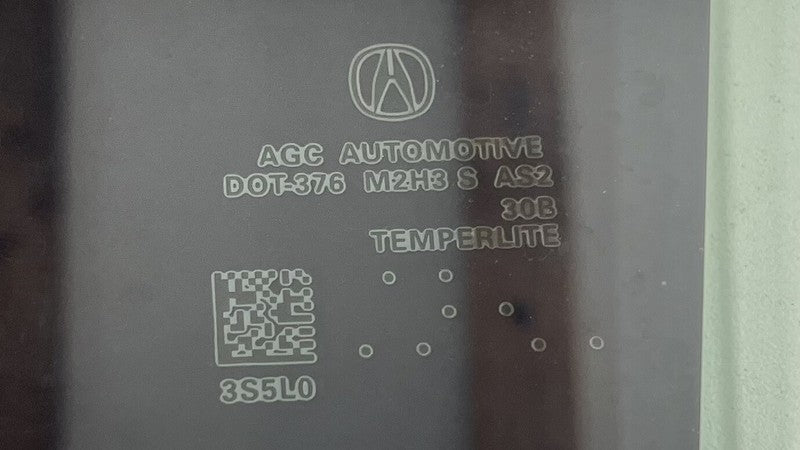 AGC AUTOMOTIVE
DOT-376 M2H3 S AS2
30B
TEMPERLITE
3S5L0